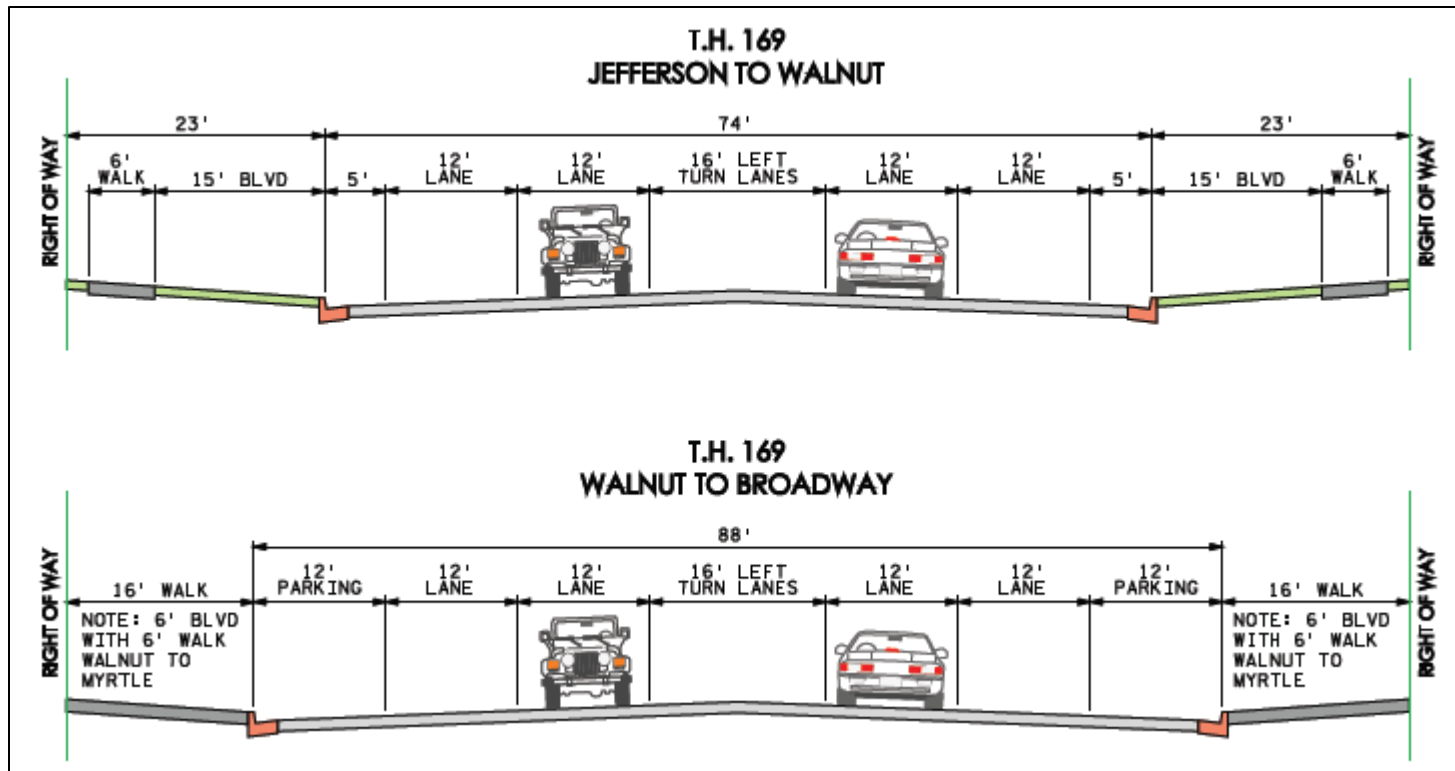 T.H. 169
JEFFERSON TO WALNUT
23'
74'
23'
6'
WALK
15' BLVD
5'
12'
LANE
12'
LANE
16' LEFT
TURN LANES
12'
LANE
12'
LANE
5'
15' BLVD
6'
WALK
RIGHT OF WAY
RIGHT OF WAY
T.H. 169
WALNUT TO BROADWAY
88'
16' WALK
12'
PARKING
12'
LANE
12'
LANE
16' LEFT
TURN LANES
12'
LANE
12'
LANE
12'
PARKING
16' WALK
NOTE: 6' BLVD
WITH 6' WALK
WALNUT TO
MYRTLE
NOTE: 6' BLVD
WITH 6' WALK
WALNUT TO
MYRTLE
RIGHT OF WAY
RIGHT OF WAY